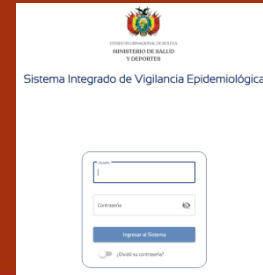 ESTADO PLURINACIONAL DE BOLIVIA
MINISTERIO DE SALUD
Y DEPORTES
Sistema Integrado de Vigilancia Epidemiológica
Usuario
Contraseña
Ingresar al Sistema
¿Olvidó su contraseña?